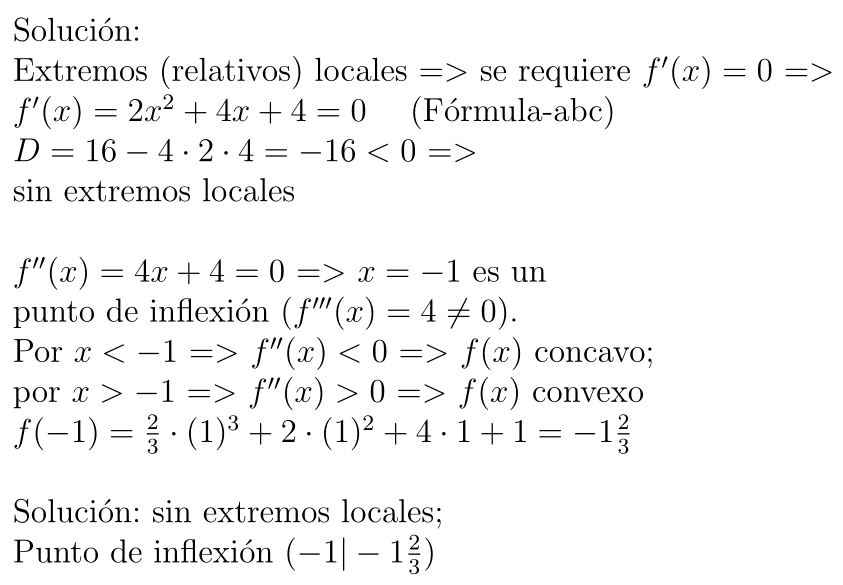 Solución:
Extremos (relativos) locales => se requiere f′(x) = 0 =>
f′(x) = 2x² + 4x + 4 = 0 (Fórmula-abc)
D = 16 − 4 · 2 · 4 = −16 < 0 =>
sin extremos locales
f″(x) = 4x + 4 = 0 => x = −1 es un
punto de inflexión (f‴(x) = 4 ≠ 0).
Por x < −1 => f″(x) < 0 => f(x) concavo;
por x > −1 => f″(x) > 0 => f(x) convexo
f(−1) = 2/3 · (1)³ + 2 · (1)² + 4 · 1 + 1 = −1 2/3
Solución: sin extremos locales;
Punto de inflexión (−1| − 1 2/3)